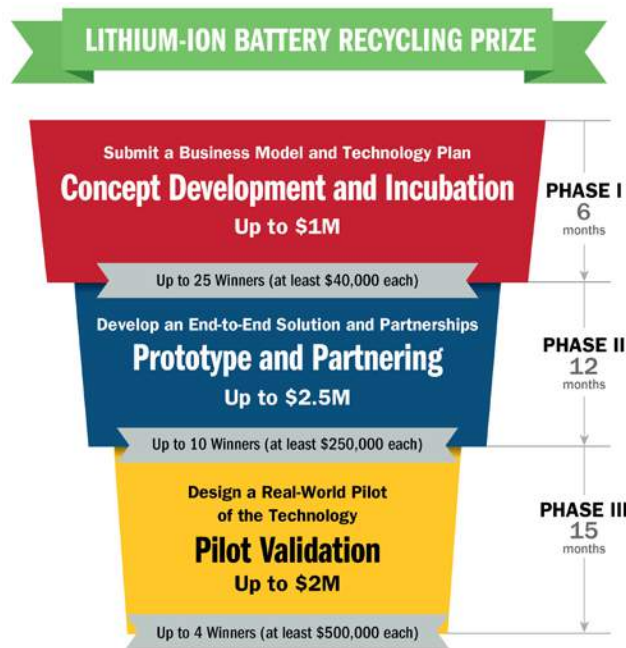 LITHIUM-ION BATTERY RECYCLING PRIZE
Submit a Business Model and Technology Plan
Concept Development and Incubation
Up to $1M
PHASE I
6
months
Up to 25 Winners (at least $40,000 each)
Develop an End-to-End Solution and Partnerships
Prototype and Partnering
Up to $2.5M
PHASE II
12
months
Up to 10 Winners (at least $250,000 each)
Design a Real-World Pilot
of the Technology
Pilot Validation
Up to $2M
PHASE III
15
months
Up to 4 Winners (at least $500,000 each)